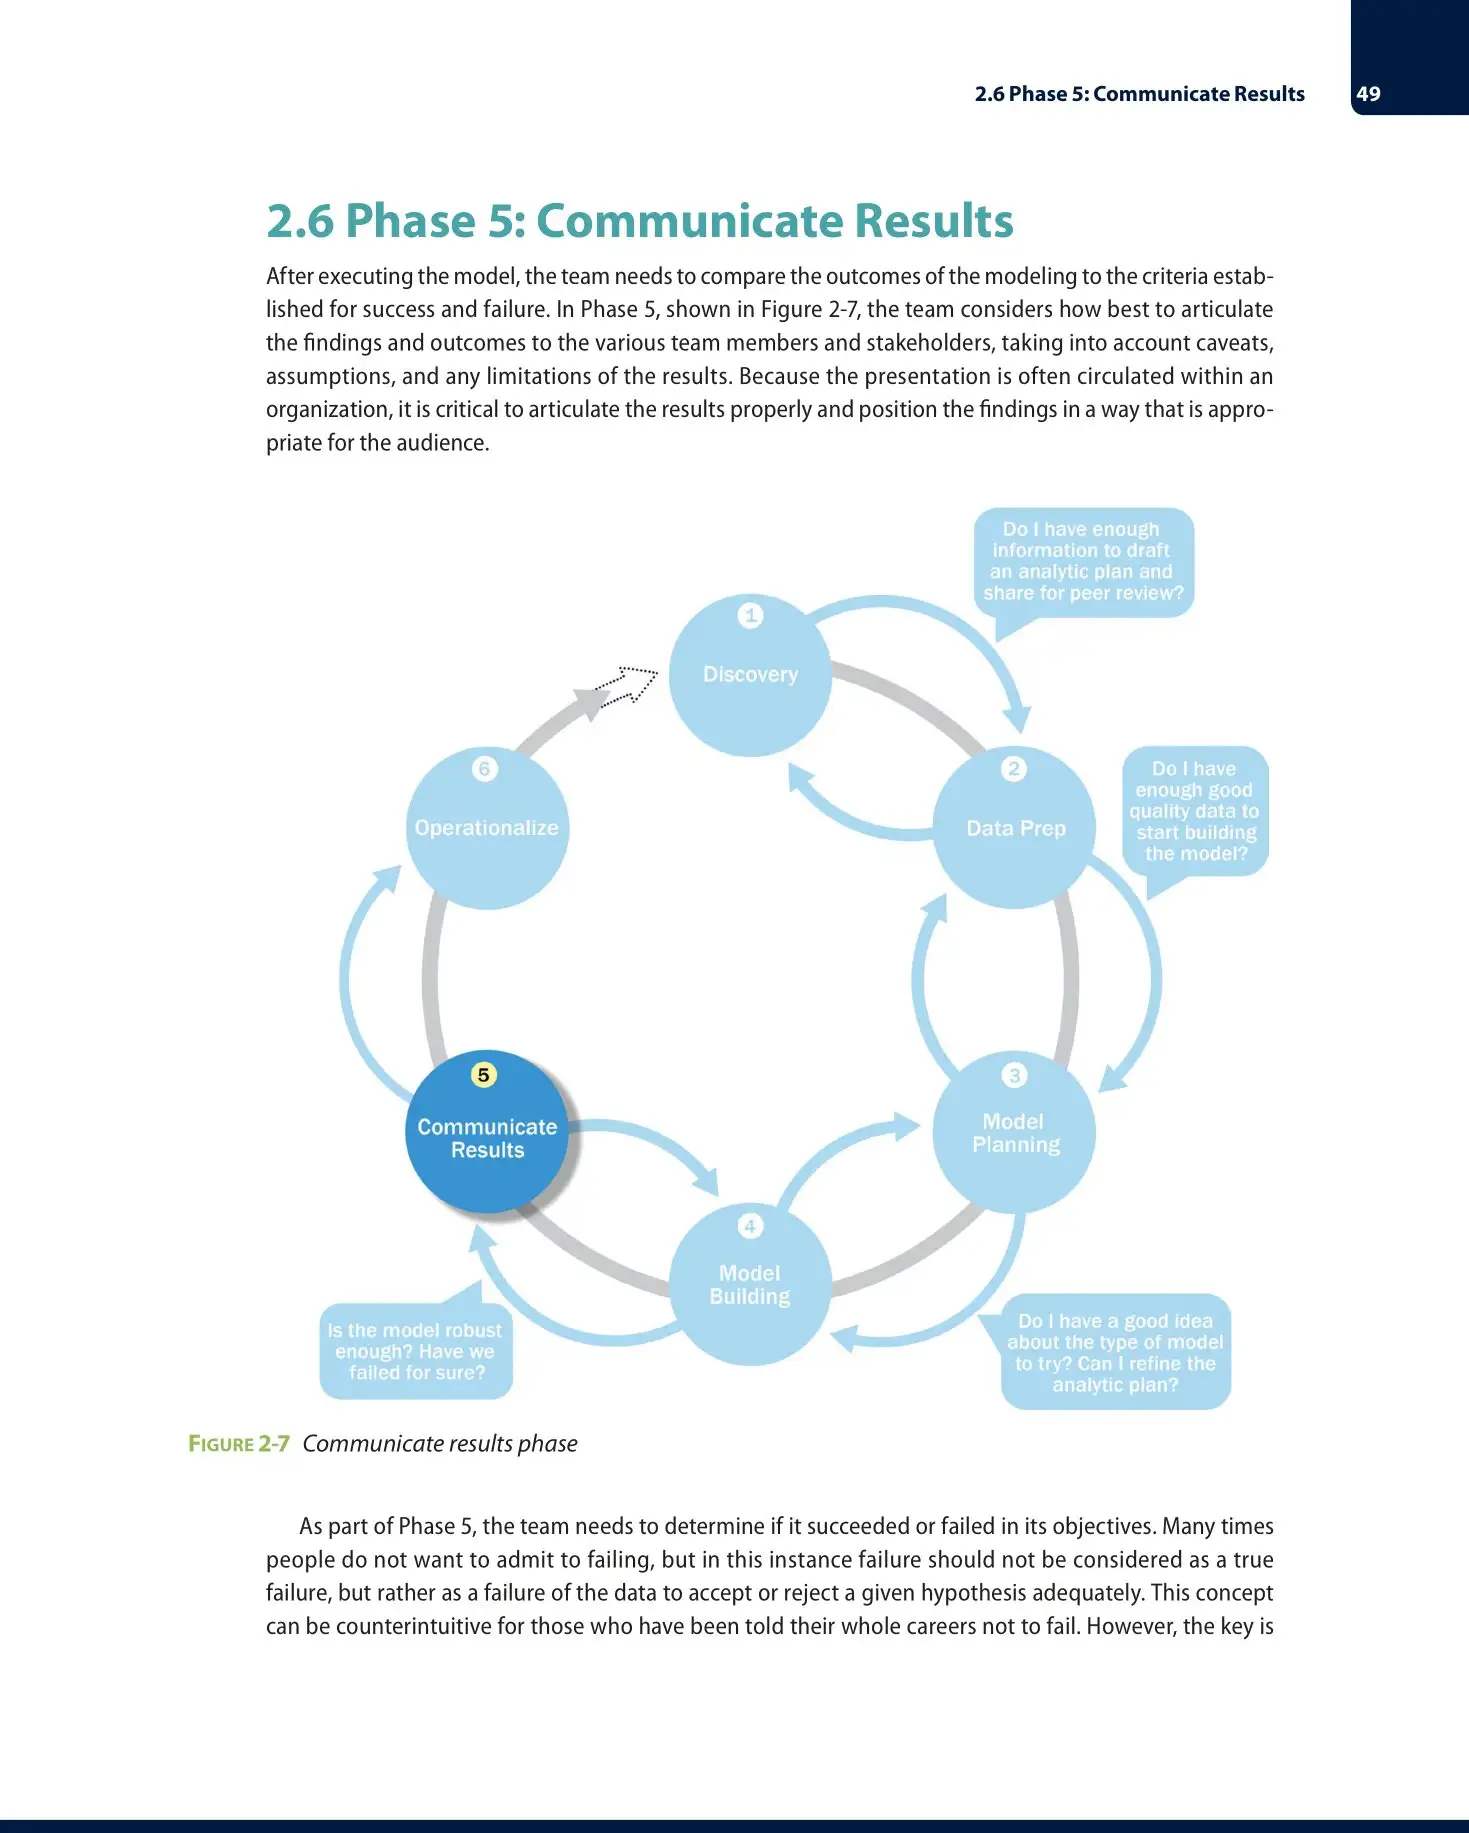 2.6 Phase 5: Communicate Results 49
2.6 Phase 5: Communicate Results
After executing the model, the team needs to compare the outcomes of the modeling to the criteria estab-
lished for success and failure. In Phase 5, shown in Figure 2-7, the team considers how best to articulate
the findings and outcomes to the various team members and stakeholders, taking into account caveats,
assumptions, and any limitations of the results. Because the presentation is often circulated within an
organization, it is critical to articulate the results properly and position the findings in a way that is appro-
priate for the audience.
Do I have enough
information to draft
an analytic plan and
share for peer review?
1
Discovery
2
Data Prep
Do I have
enough good
quality data to
start building
the model?
6
Operationalize
3
Model
Planning
5
Communicate
Results
4
Model
Building
Do I have a good idea
about the type of model
to try? Can I refine the
analytic plan?
Is the model robust
enough? Have we
failed for sure?
FIGURE 2-7 Communicate results phase
As part of Phase 5, the team needs to determine if it succeeded or failed in its objectives. Many times
people do not want to admit to failing, but in this instance failure should not be considered as a true
failure, but rather as a failure of the data to accept or reject a given hypothesis adequately. This concept
can be counterintuitive for those who have been told their whole careers not to fail. However, the key is